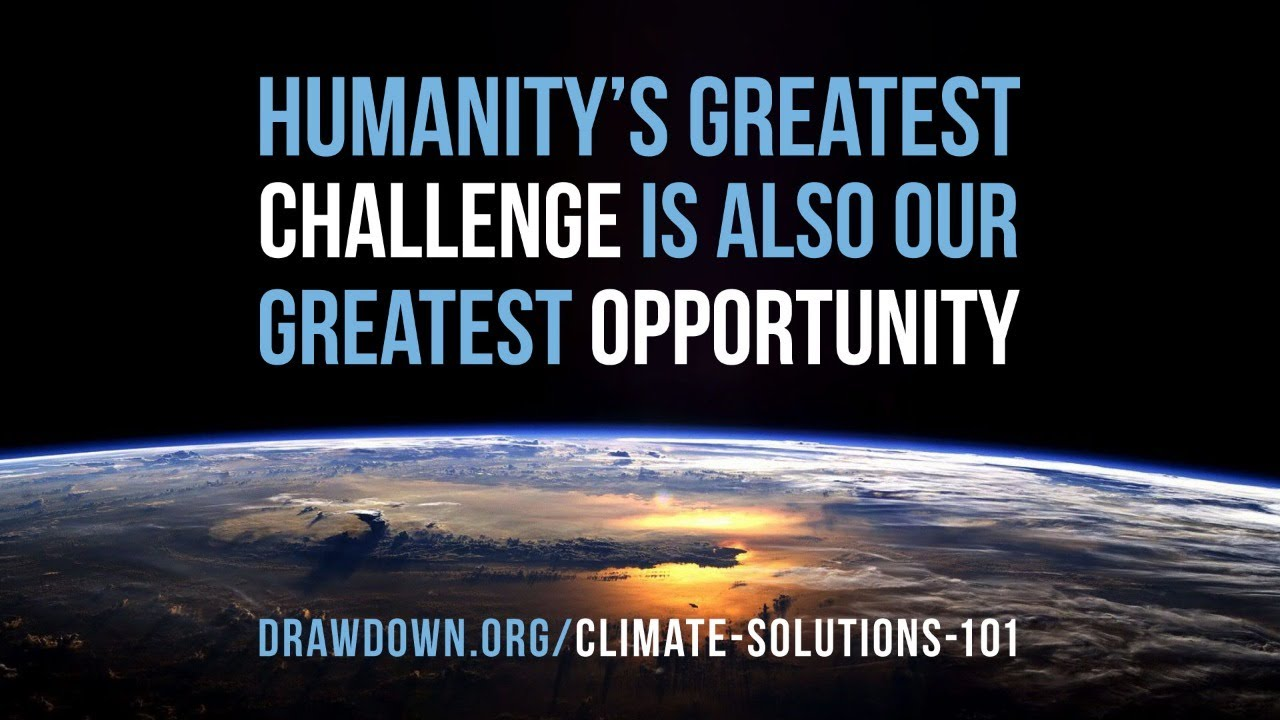 HUMANITY’S GREATEST
CHALLENGE IS ALSO OUR
GREATEST OPPORTUNITY
DRAWDOWN.ORG/CLIMATE-SOLUTIONS-101